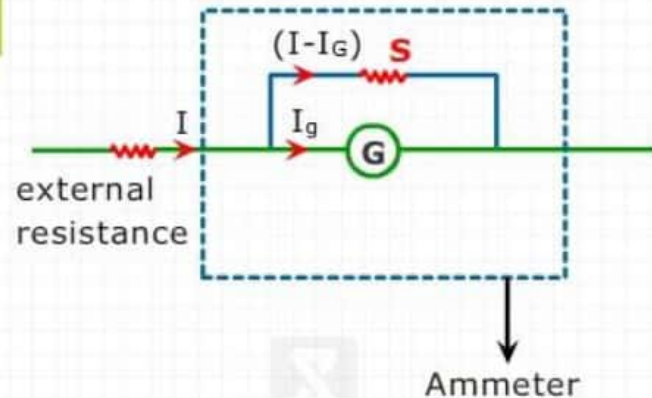 (I-IG) S
I
Ig
G
external
resistance
Ammeter